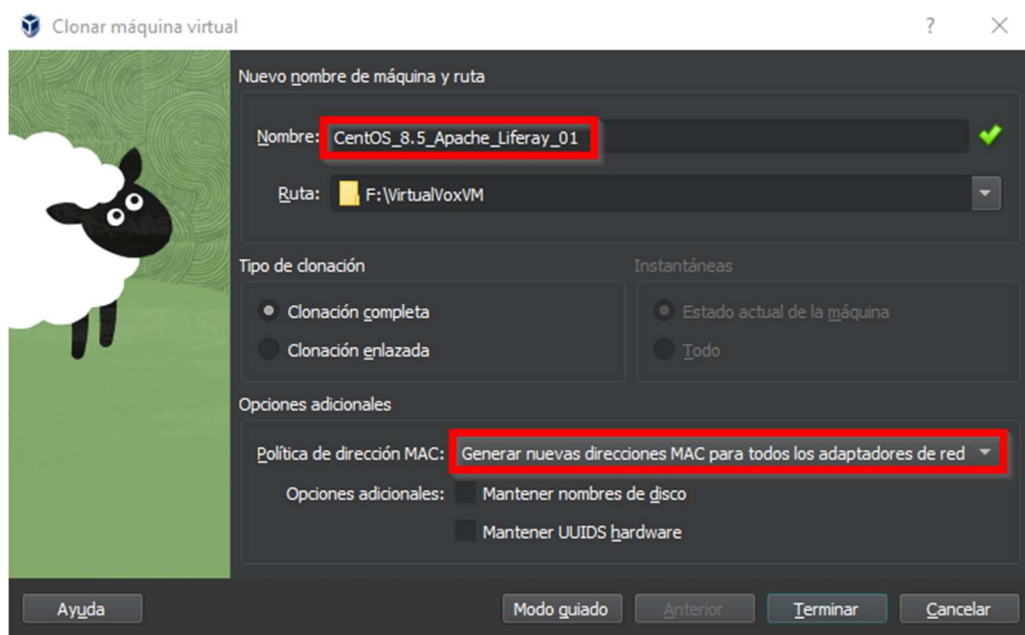 Clonar máquina virtual
Nuevo nombre de máquina y ruta
Nombre: CentOS_8.5_Apache_Liferay_01
Ruta: F:\VirtualVoxVM
Tipo de clonación
Instantáneas
Clonación completa
Estado actual de la máquina
Clonación enlazada
Todo
Opciones adicionales
Política de dirección MAC: Generar nuevas direcciones MAC para todos los adaptadores de red
Opciones adicionales: Mantener nombres de disco
Mantener UUIDS hardware
Ayuda Modo guiado Anterior Terminar Cancelar